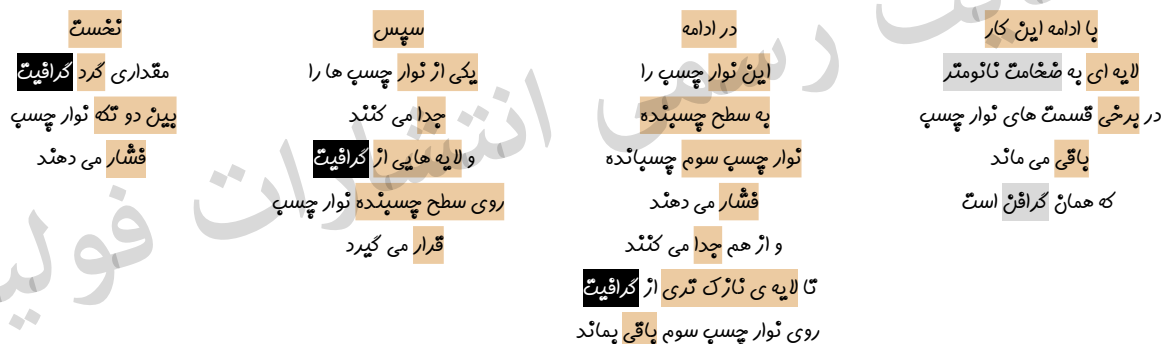 نخست
مقداری گرد گرافیت
بین دو تکه نوار چسب
فشار می دهند
سپس
یکی از نوار چسب ها را
جدا می کنند
و لایه هایی از گرافیت
روی سطح چسبنده نوار چسب
قرار می گیرد
در ادامه
این نوار چسب را
به سطح چسبنده
نوار چسب سوم چسبانده
فشار می دهند
و از هم جدا می کنند
تا لایه ی نازک تری از گرافیت
روی نوار چسب سوم باقی بماند
با ادامه این کار
لایه ای به ضخامت نانومتر
در برخی قسمت های نوار چسب
باقی می ماند
که همان گرافن است
رسمی انتشارات